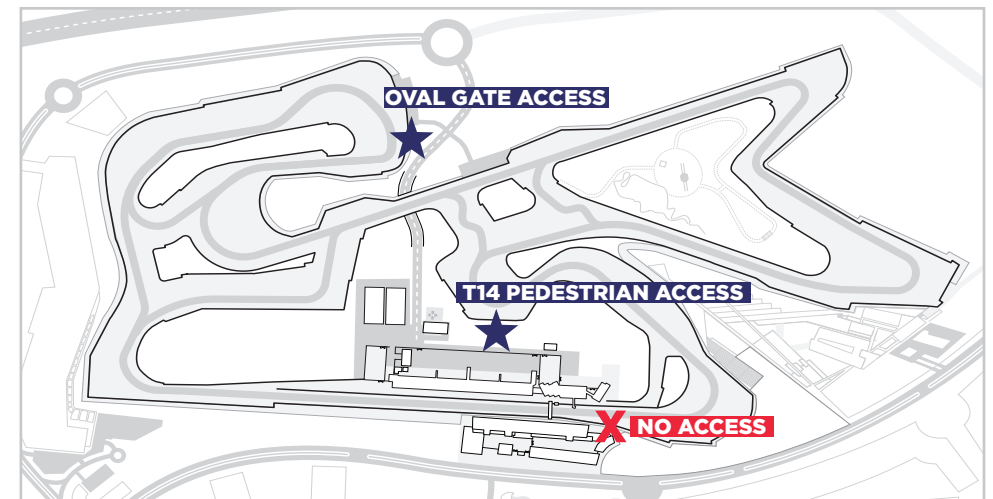 OVAL GATE ACCESS
T14 PEDESTRIAN ACCESS
X NO ACCESS